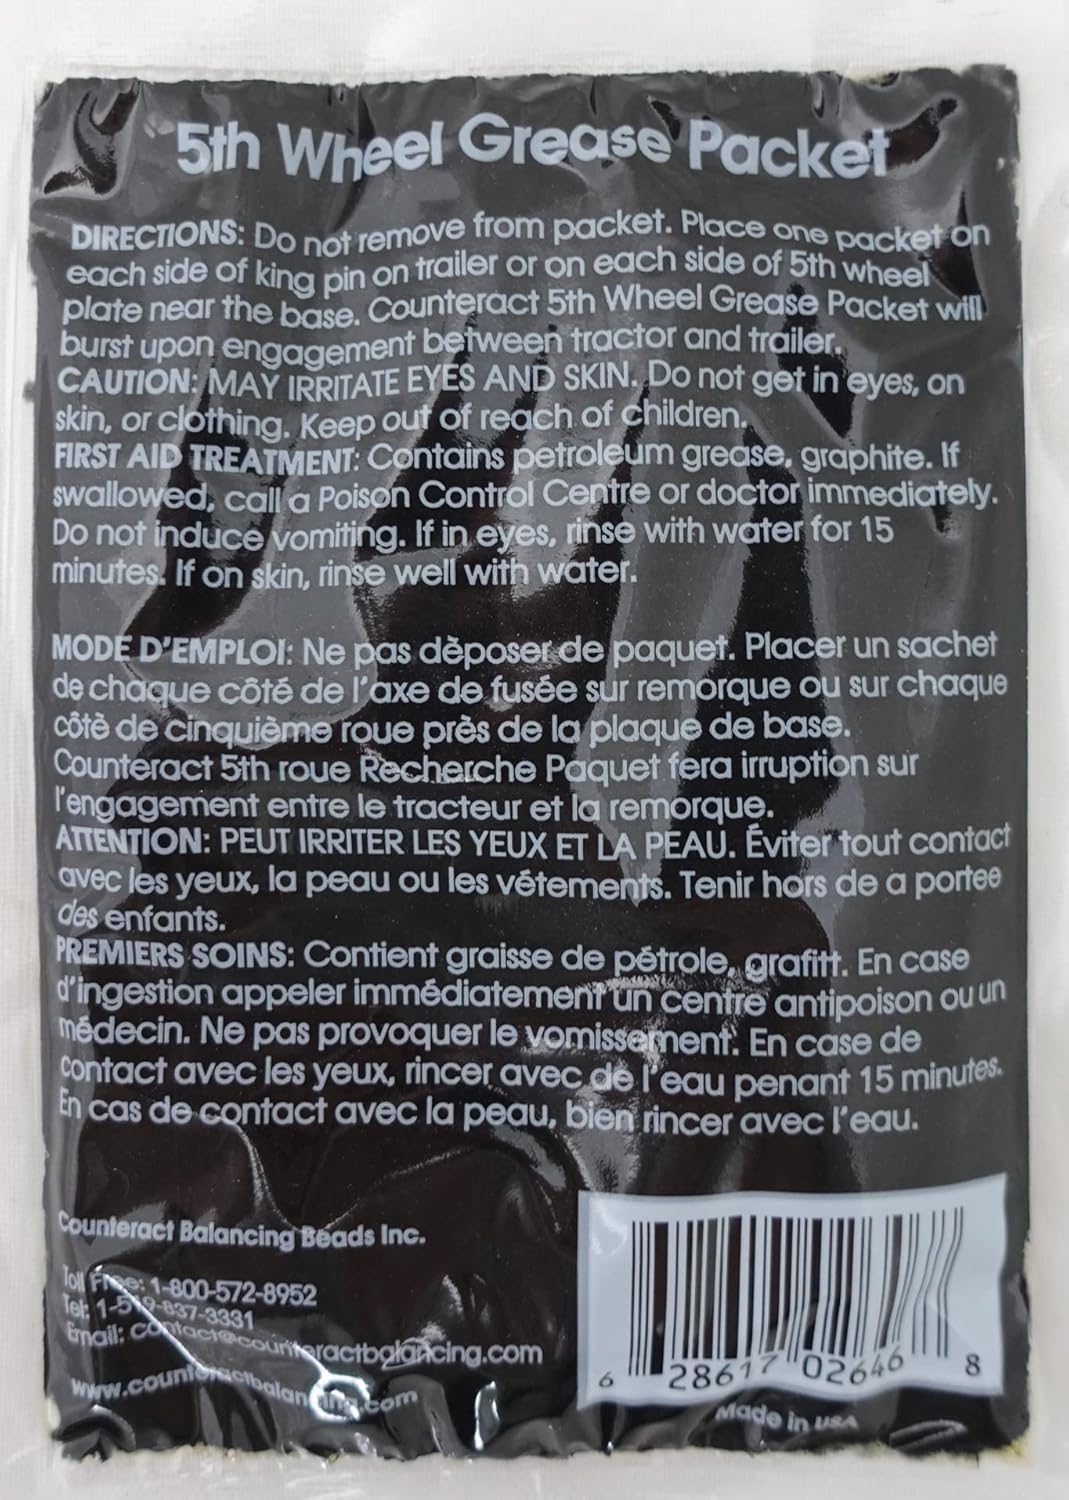 5th Wheel Grease Packet
DIRECTIONS: Do not remove from packet. Place one packet on
each side of king pin on trailer or on each side of 5th wheel
plate near the base. Counteract 5th Wheel Grease Packet will
burst upon engagement between tractor and trailer.
CAUTION: MAY IRRITATE EYES AND SKIN. Do not get in eyes, on
skin, or clothing. Keep out of reach of children.
FIRST AID TREATMENT: Contains petroleum grease, graphite. If
swallowed, call a Poison Control Centre or doctor immediately.
Do not induce vomiting. If in eyes, rinse with water for 15
minutes. If on skin, rinse well with water.
MODE D'EMPLOI: Ne pas dèposer de paquet. Placer un sachet
de chaque côté de l'axe de fusée sur remorque ou sur chaque
côtè de cinquième roue près de la plaque de base.
Counteract 5th roue Recherche Paquet fera irruption sur
l'engagement entre le tracteur et la remorque.
ATTENTION: PEUT IRRITER LES YEUX ET LA PEAU. Éviter tout contact
avec les yeux, la peau ou les vétements. Tenir hors de a portee
des enfants.
PREMIERS SOINS: Contient graisse de pétrole, grafitt. En case
d'ingestion appeler immédiatement un centre antipoison ou un
médecin. Ne pas provoquer le vomissement. En case de
contact avec les yeux, rincer avec de l'eau penant 15 minutes.
En cas de contact avec la peau, bien rincer avec l'eau.
Counteract Balancing Beads Inc.
Toll Free: 1-800-572-8952
Tel: 1-519-837-3331
Email: contact@counteractbalancing.com
www.counteractbalancing.com
6 28617 02646 8
Made in USA